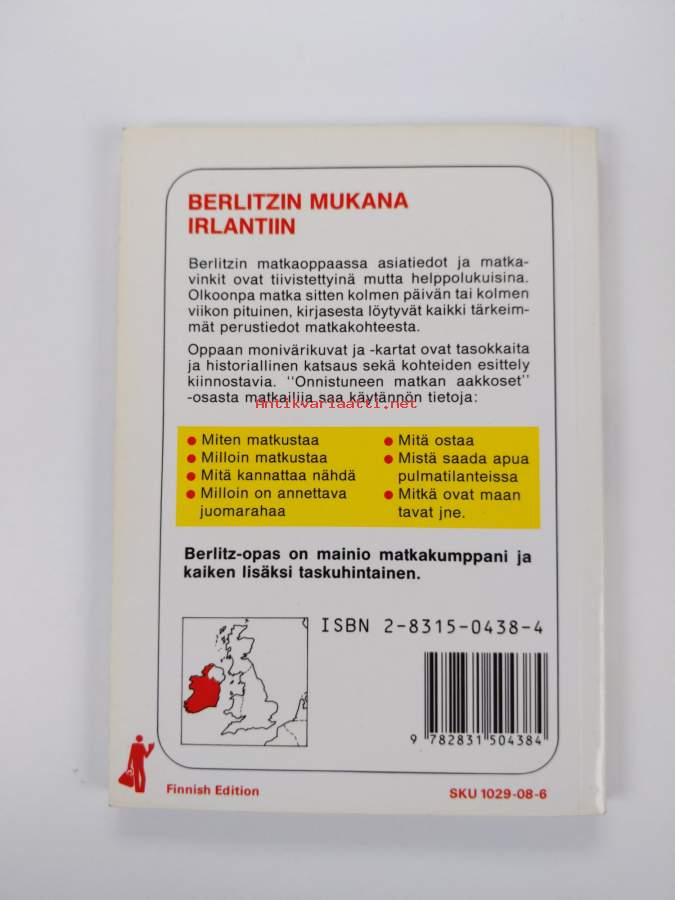 BERLITZIN MUKANA
IRLANTIIN
Berlitzin matkaoppaassa asiatiedot ja matka-
vinkit ovat tiivistettyinä mutta helppolukuisina.
Olkoonpa matka sitten kolmen päivän tai kolmen
viikon pituinen, kirjasesta löytyvät kaikki tärkeim-
mät perustiedot matkakohteesta.
Oppaan monivärikuvat ja -kartat ovat tasokkaita
ja historiallinen katsaus sekä kohteiden esittely
kiinnostavia. "Onnistuneen matkan aakkoset"
-osasta matkailija saa käytännön tietoja:
Antikvariaatti.net
● Miten matkustaa
● Milloin matkustaa
● Mitä kannattaa nähdä
● Milloin on annettava
juomarahaa
● Mitä ostaa
● Mistä saada apua
pulmatilanteissa
● Mitkä ovat maan
tavat jne.
Berlitz-opas on mainio matkakumppani ja
kaiken lisäksi taskuhintainen.
ISBN 2-8315-0438-4
9 782831 504384
Finnish Edition
SKU 1029-08-6